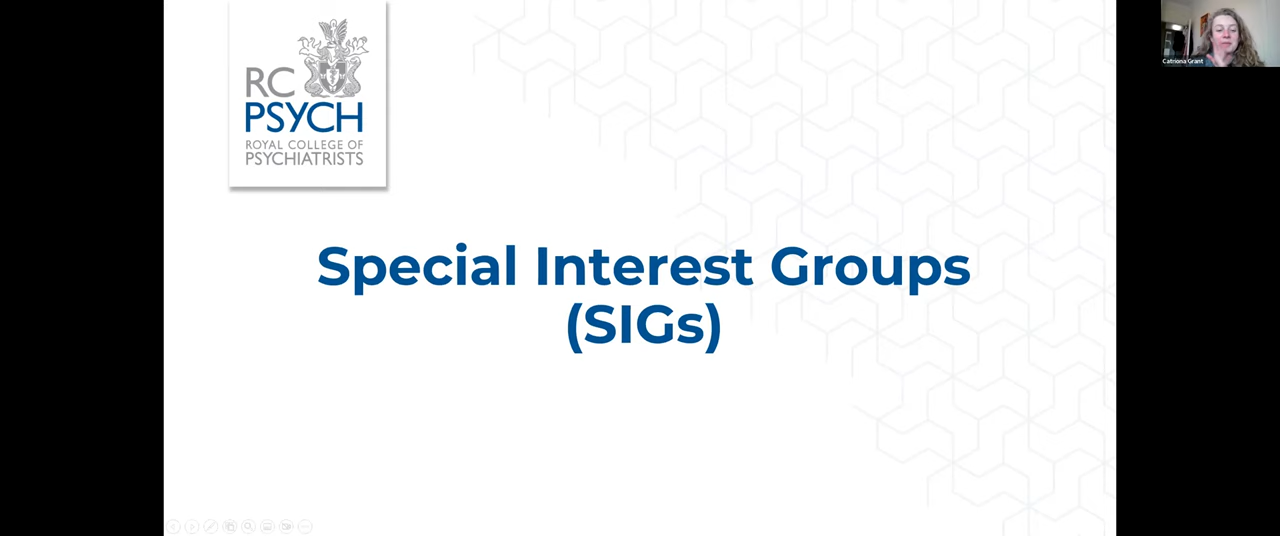 RC
PSYCH
ROYAL COLLEGE OF
PSYCHIATRISTS
Catriona Grant
Special Interest Groups
(SIGs)